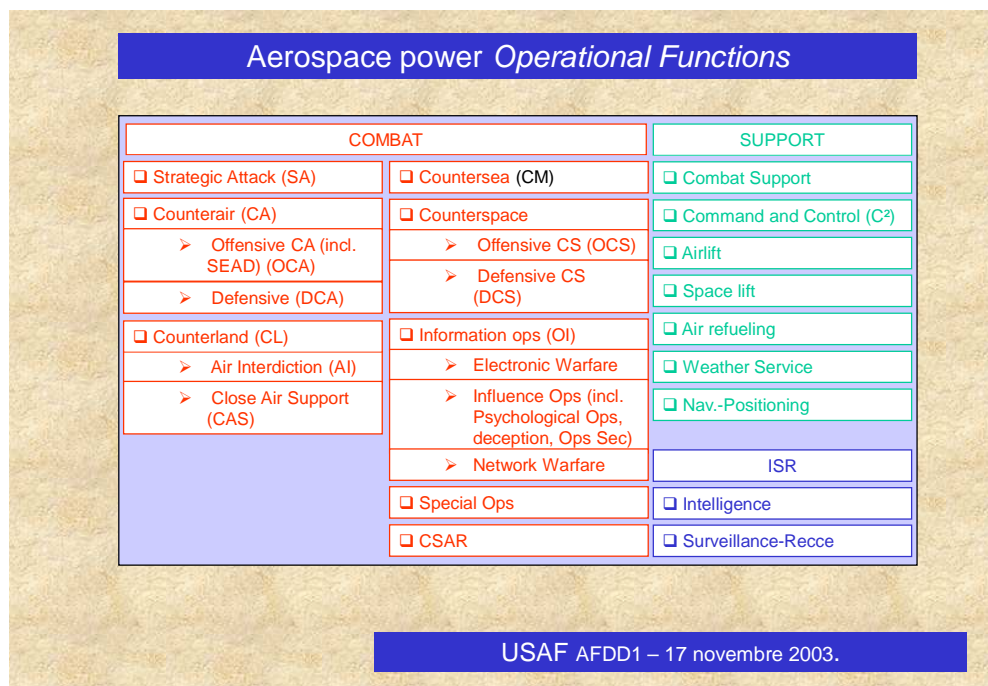 Aerospace power Operational Functions
COMBAT
❑ Strategic Attack (SA)
❑ Counterair (CA)
➢ Offensive CA (incl.
SEAD) (OCA)
➢ Defensive (DCA)
❑ Counterland (CL)
➢ Air Interdiction (AI)
➢ Close Air Support
(CAS)
❑ Countersea (CM)
❑ Counterspace
➢ Offensive CS (OCS)
➢ Defensive CS
(DCS)
❑ Information ops (OI)
➢ Electronic Warfare
➢ Influence Ops (incl.
Psychological Ops,
deception, Ops Sec)
➢ Network Warfare
❑ Special Ops
❑ CSAR
SUPPORT
❑ Combat Support
❑ Command and Control (C²)
❑ Airlift
❑ Space lift
❑ Air refueling
❑ Weather Service
❑ Nav.-Positioning
ISR
❑ Intelligence
❑ Surveillance-Recce
USAF AFDD1 – 17 novembre 2003.